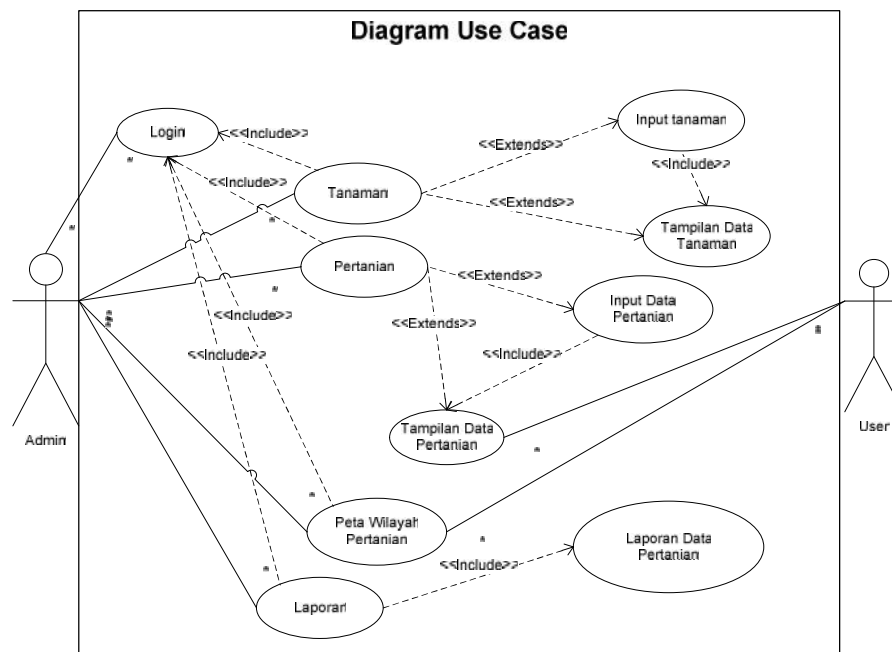 Diagram Use Case
Login
<<Include>>
Input tanaman
<<Extends>>
<<Include>>
<<Include>>
Tanaman
<<Extends>>
Tampilan Data
Tanaman
Pertanian
<<Extends>>
Input Data
Pertanian
<<Include>>
<<Extends>>
<<Include>>
<<Include>>
Admin
User
Tampilan Data
Pertanian
Peta Wilayah
Pertanian
Laporan Data
Pertanian
<<Include>>
Laporan